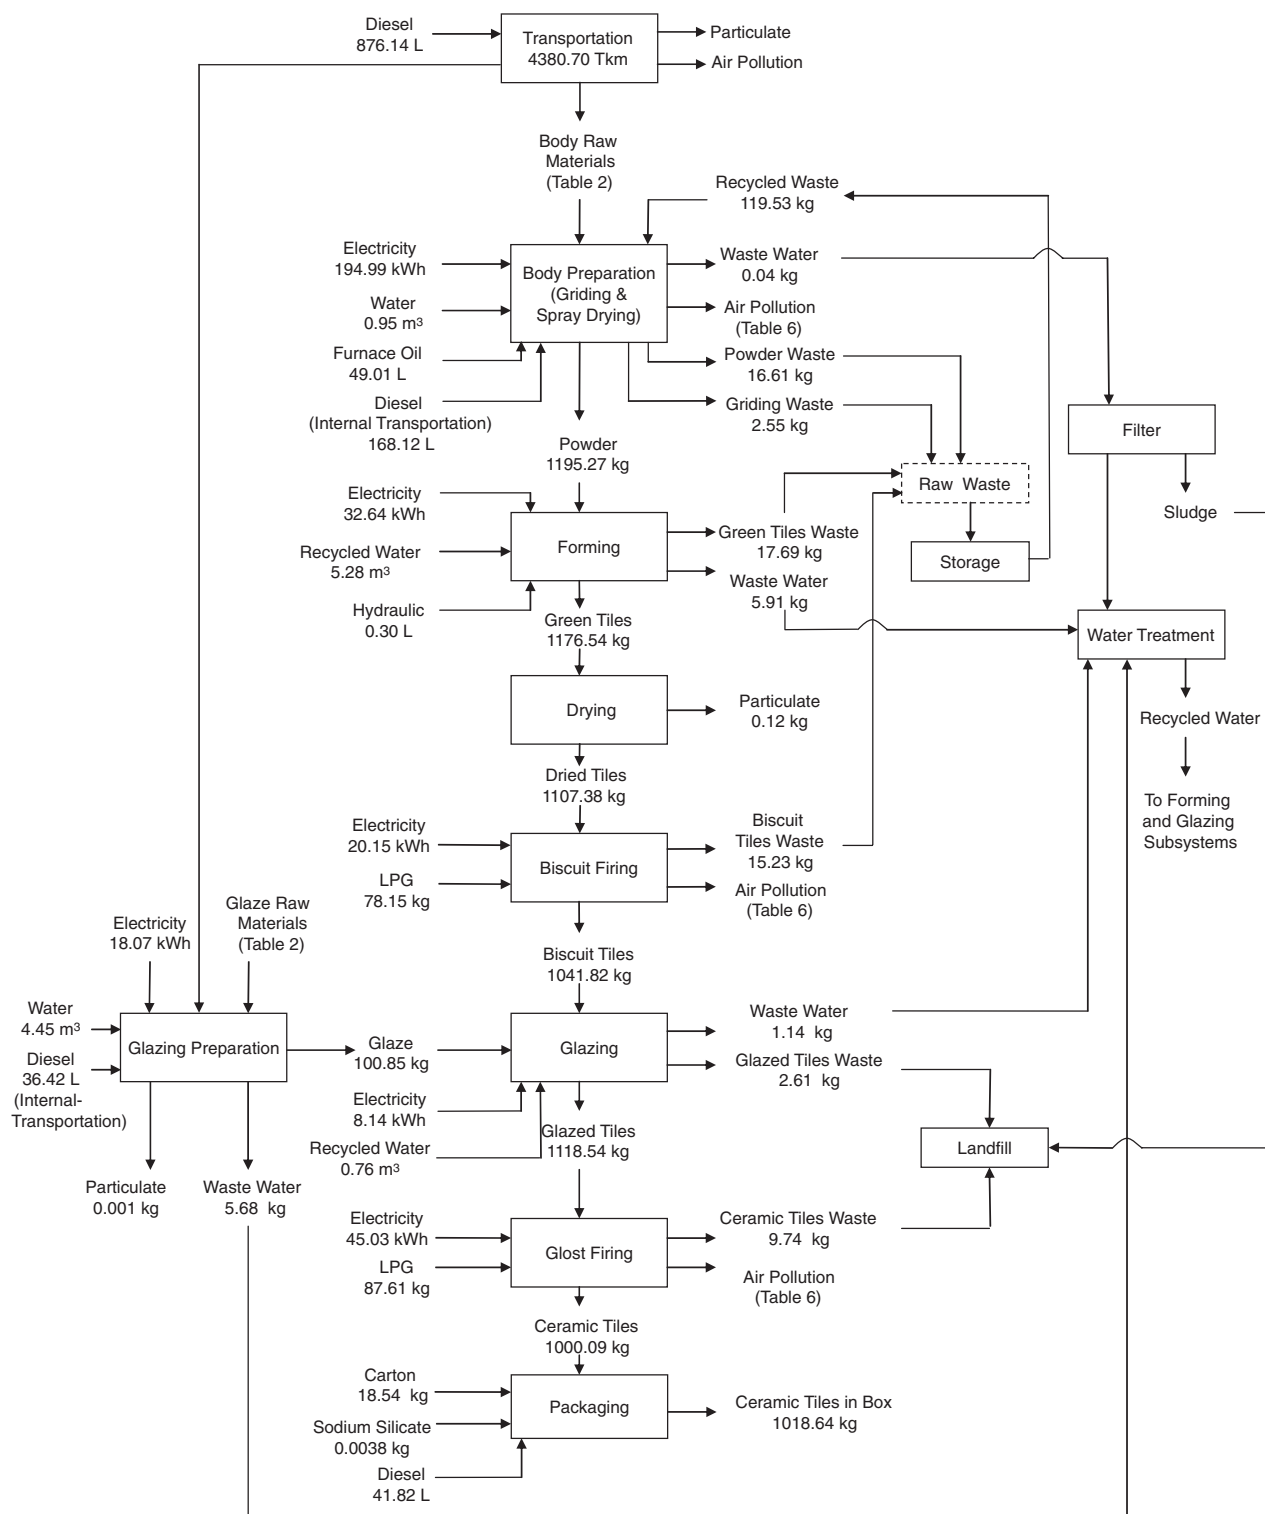 Diesel
876.14 L
Transportation
4380.70 Tkm
Particulate
Air Pollution
Body Raw
Materials
(Table 2)
Recycled Waste
119.53 kg
Electricity
194.99 kWh
Water
0.95 m³
Furnace Oil
49.01 L
Diesel
(Internal Transportation)
168.12 L
Body Preparation
(Griding &
Spray Drying)
Waste Water
0.04 kg
Air Pollution
(Table 6)
Powder Waste
16.61 kg
Griding Waste
2.55 kg
Filter
Sludge
Powder
1195.27 kg
Raw Waste
Storage
Electricity
32.64 kWh
Recycled Water
5.28 m³
Hydraulic
0.30 L
Forming
Green Tiles Waste
17.69 kg
Waste Water
5.91 kg
Green Tiles
1176.54 kg
Water Treatment
Recycled Water
To Forming
and Glazing
Subsystems
Drying
Particulate
0.12 kg
Dried Tiles
1107.38 kg
Electricity
20.15 kWh
LPG
78.15 kg
Biscuit Firing
Biscuit
Tiles Waste
15.23 kg
Air Pollution
(Table 6)
Biscuit Tiles
1041.82 kg
Electricity
18.07 kWh
Glaze Raw
Materials
(Table 2)
Water
4.45 m³
Diesel
36.42 L
(Internal-
Transportation)
Glazing Preparation
Particulate
0.001 kg
Waste Water
5.68 kg
Glaze
100.85 kg
Electricity
8.14 kWh
Recycled Water
0.76 m³
Glazing
Waste Water
1.14 kg
Glazed Tiles Waste
2.61 kg
Glazed Tiles
1118.54 kg
Landfill
Electricity
45.03 kWh
LPG
87.61 kg
Glost Firing
Ceramic Tiles Waste
9.74 kg
Air Pollution
(Table 6)
Ceramic Tiles
1000.09 kg
Carton
18.54 kg
Sodium Silicate
0.0038 kg
Diesel
41.82 L
Packaging
Ceramic Tiles in Box
1018.64 kg